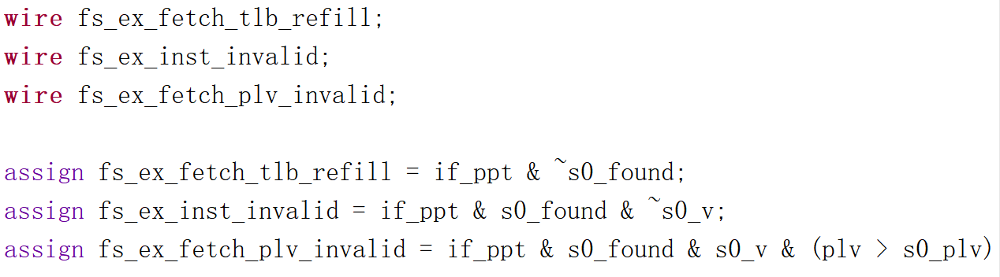 wire fs_ex_fetch_tlb_refill;
wire fs_ex_inst_invalid;
wire fs_ex_fetch_plv_invalid;
assign fs_ex_fetch_tlb_refill = if_ppt & ~s0_found;
assign fs_ex_inst_invalid = if_ppt & s0_found & ~s0_v;
assign fs_ex_fetch_plv_invalid = if_ppt & s0_found & s0_v & (plv > s0_plv)